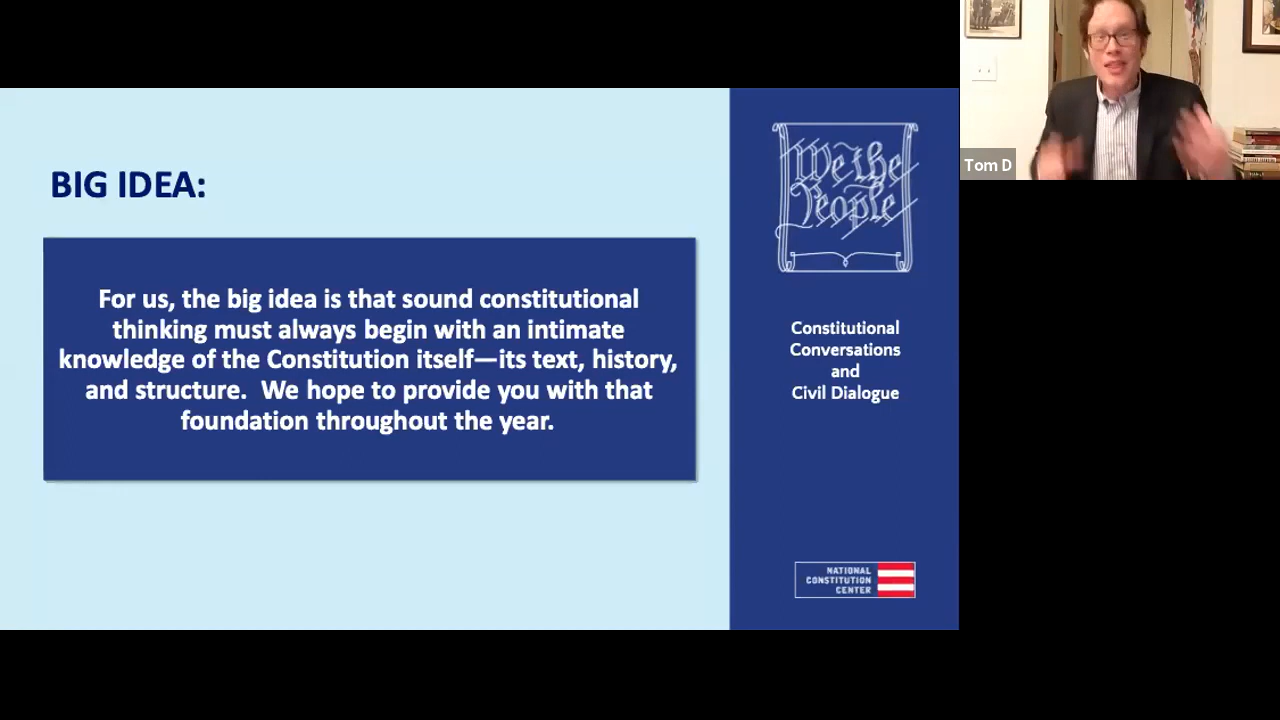 BIG IDEA:
For us, the big idea is that sound constitutional
thinking must always begin with an intimate
knowledge of the Constitution itself—its text, history,
and structure.  We hope to provide you with that
foundation throughout the year.
We the
People
Constitutional
Conversations
and
Civil Dialogue
NATIONAL
CONSTITUTION
CENTER
Tom D